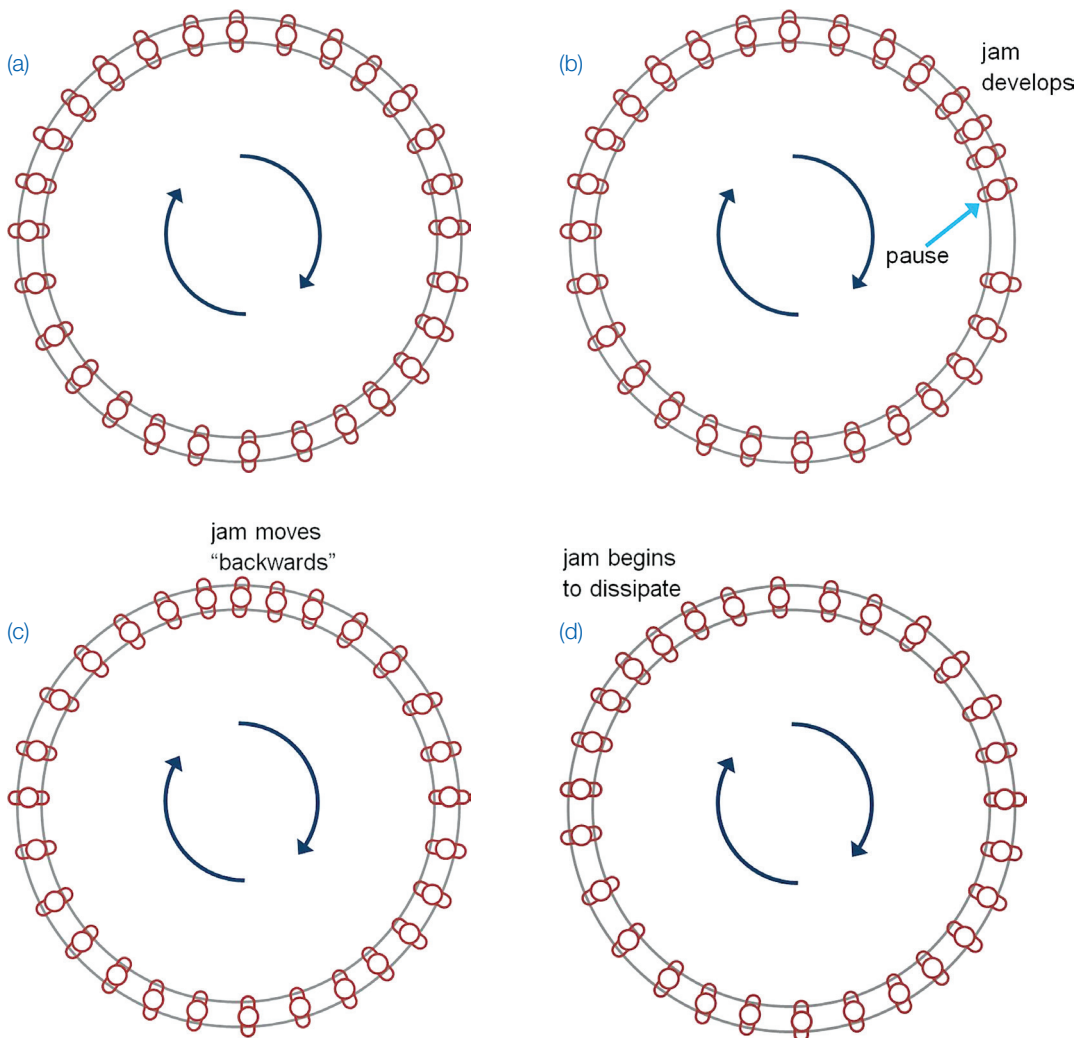 (a)
(b)
jam
develops
pause
jam moves
“backwards”
(c)
jam begins
to dissipate
(d)